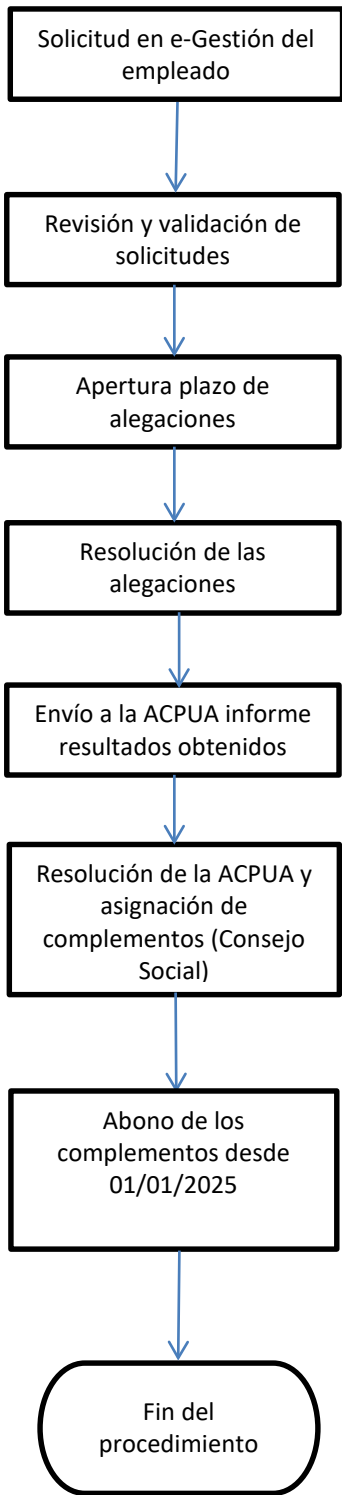 Solicitud en e-Gestión del
empleado
Revisión y validación de
solicitudes
Apertura plazo de
alegaciones
Resolución de las
alegaciones
Envío a la ACPUA informe
resultados obtenidos
Resolución de la ACPUA y
asignación de
complementos (Consejo
Social)
Abono de los
complementos desde
01/01/2025
Fin del
procedimiento